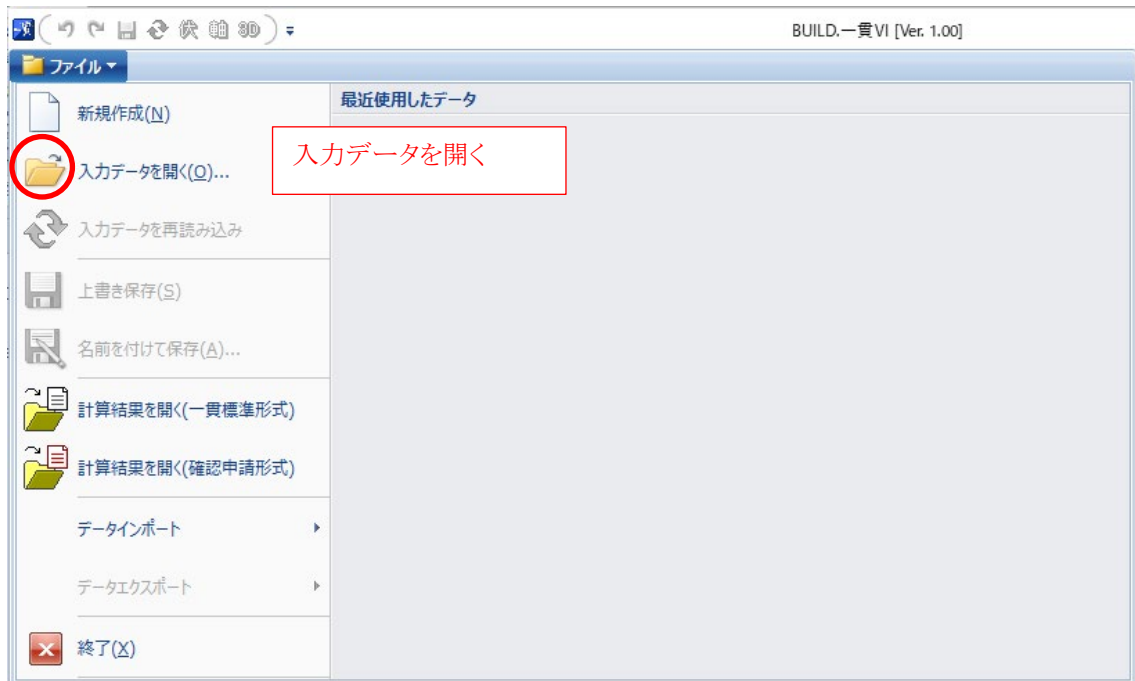 BUILD.一貫VI [Ver. 1.00]
ファイル
最近使用したデータ
新規作成(N)
入力データを開く
入力データを開く(O)...
入力データを再読み込み
上書き保存(S)
名前を付けて保存(A)...
計算結果を開く(一貫標準形式)
計算結果を開く(確認申請形式)
データインポート
データエクスポート
終了(X)